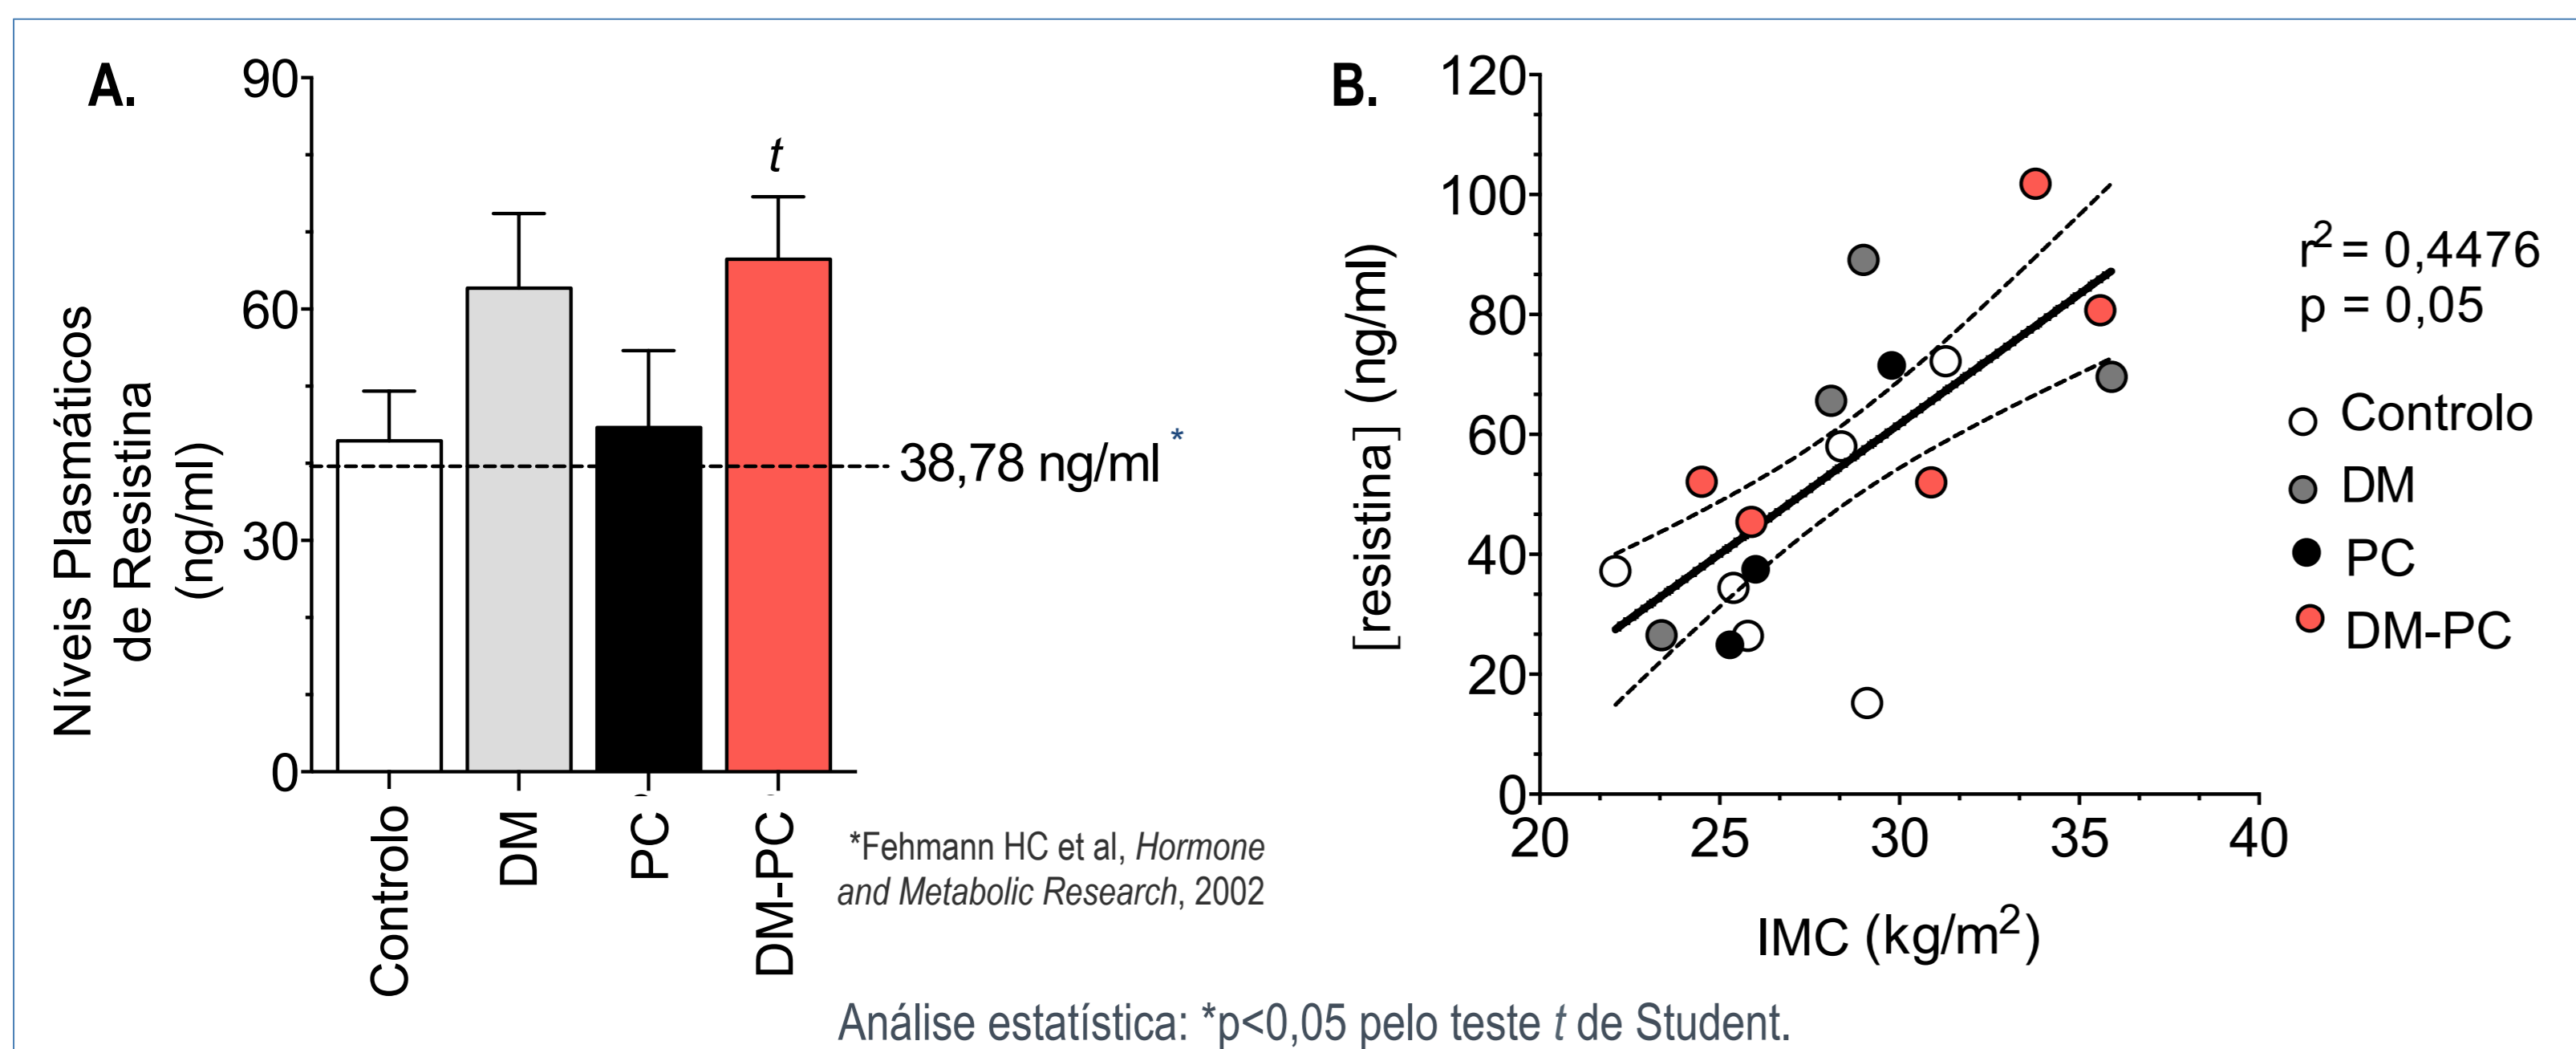 A.
90
60
30
0
Níveis Plasmáticos
de Resistina
(ng/ml)
t
38,78 ng/ml *
Controlo
DM
PC
DM-PC
*Fehmann HC et al, Hormone
and Metabolic Research, 2002
B.
120
100
80
60
40
20
0
[resistina] (ng/ml)
20 25 30 35 40
IMC (kg/m²)
r² = 0,4476
p = 0,05
Controlo
DM
PC
DM-PC
Análise estatística: *p<0,05 pelo teste t de Student.